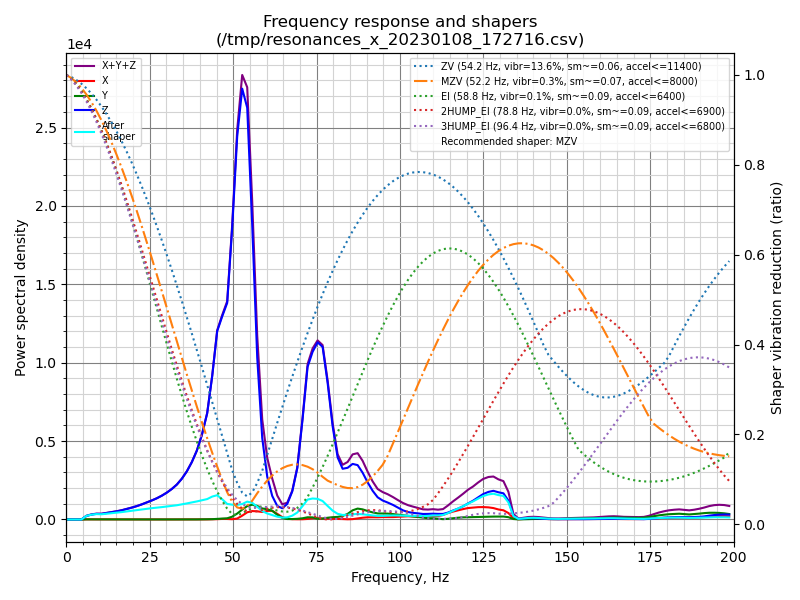 Frequency response and shapers
(/tmp/resonances_x_20230108_172716.csv)
1e4
X+Y+Z
X
Y
Z
After
shaper
ZV (54.2 Hz, vibr=13.6%, sm~=0.06, accel<=11400)
MZV (52.2 Hz, vibr=0.3%, sm~=0.07, accel<=8000)
EI (58.8 Hz, vibr=0.1%, sm~=0.09, accel<=6400)
2HUMP_EI (78.8 Hz, vibr=0.0%, sm~=0.09, accel<=6900)
3HUMP_EI (96.4 Hz, vibr=0.0%, sm~=0.09, accel<=6800)
Recommended shaper: MZV
Power spectral density
2.5
2.0
1.5
1.0
0.5
0.0
1.0
0.8
0.6
0.4
0.2
0.0
Shaper vibration reduction (ratio)
0 25 50 75 100 125 150 175 200
Frequency, Hz